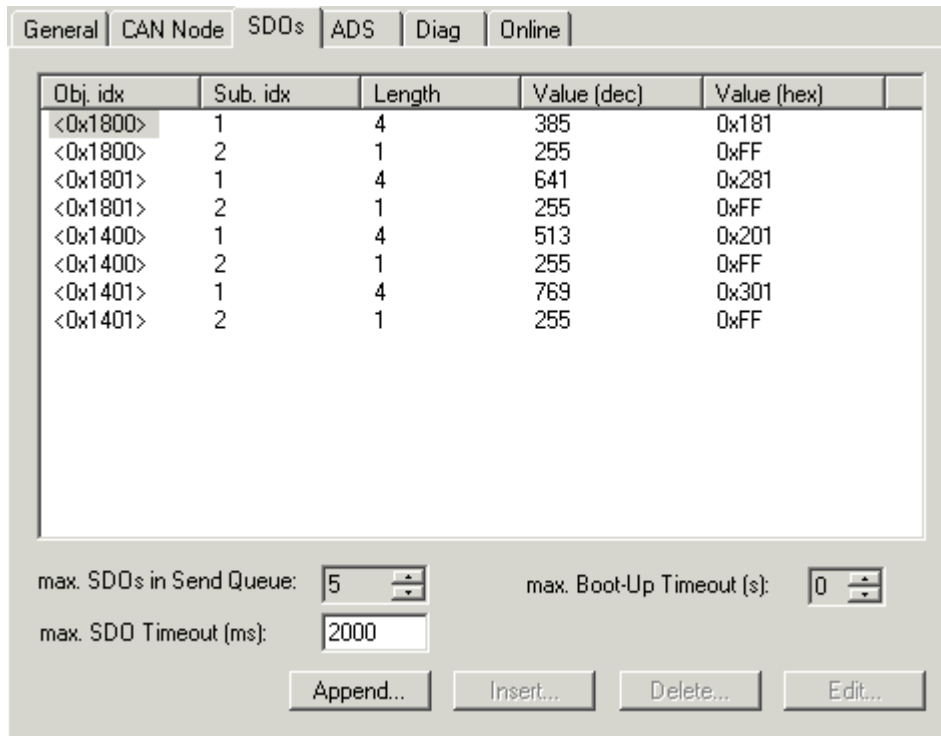 General CAN Node SDOs ADS Diag Online
Obj. idx Sub. idx Length Value (dec) Value (hex)
<0x1800> 1 4 385 0x181
<0x1800> 2 1 255 0xFF
<0x1801> 1 4 641 0x281
<0x1801> 2 1 255 0xFF
<0x1400> 1 4 513 0x201
<0x1400> 2 1 255 0xFF
<0x1401> 1 4 769 0x301
<0x1401> 2 1 255 0xFF
max. SDOs in Send Queue: 5 max. Boot-Up Timeout (s): 0
max. SDO Timeout (ms): 2000
Append... Insert... Delete... Edit...